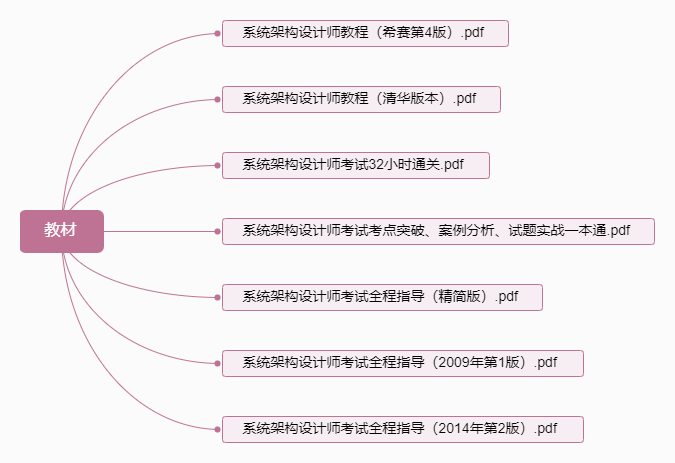 系统架构设计师教程（希赛第4版）.pdf
系统架构设计师教程（清华版本）.pdf
系统架构设计师考试32小时通关.pdf
教材
系统架构设计师考试考点突破、案例分析、试题实战一本通.pdf
系统架构设计师考试全程指导（精简版）.pdf
系统架构设计师考试全程指导（2009年第1版）.pdf
系统架构设计师考试全程指导（2014年第2版）.pdf